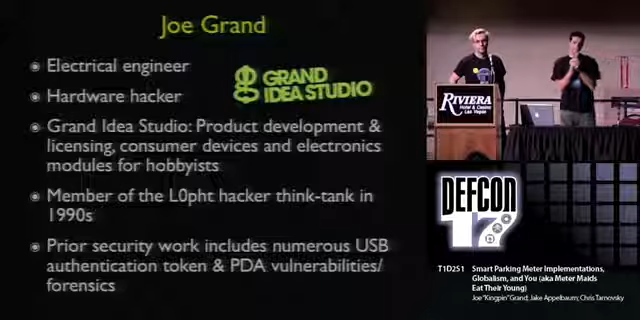 Joe Grand
Electrical engineer
Hardware hacker
GRAND
IDEA STUDIO
Grand Idea Studio: Product development &
licensing, consumer devices and electronics
modules for hobbyists
Member of the L0pht hacker think-tank in
1990s
Prior security work includes numerous USB
authentication token & PDA vulnerabilities/
forensics
RIVIERA
Hotel & Casino
Las Vegas
DEFCON
17
T1D2S1 Smart Parking Meter Implementations,
Globalism, and You (aka Meter Maids
Eat Their Young)
Joe "Kingpin" Grand; Jake Appelbaum; Chris Tarnovsky